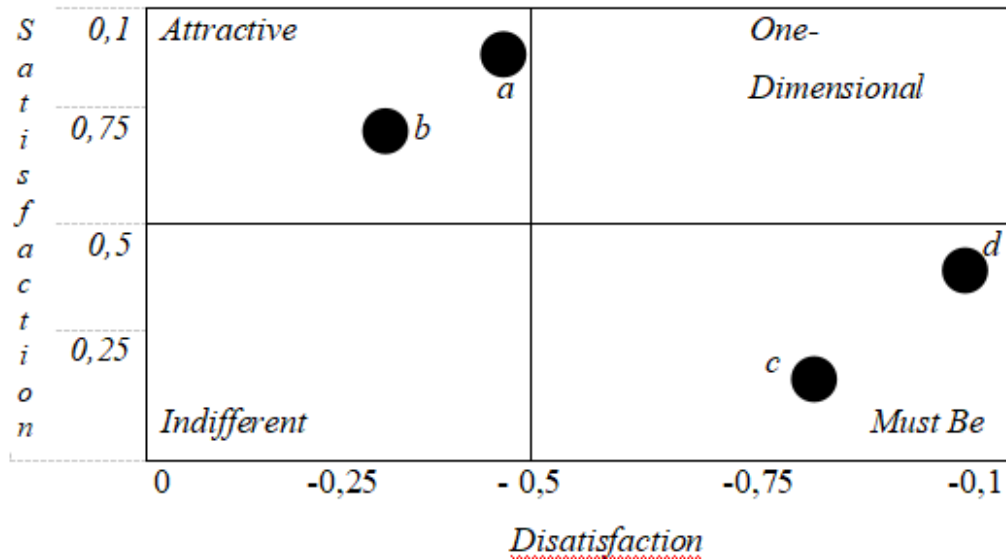 Satisfaction
0,1
Attractive
One-
Dimensional
a
0,75
b
0,5
d
0,25
c
Indifferent
Must Be
0
-0,25
- 0,5
-0,75
-0,1
Disatisfaction